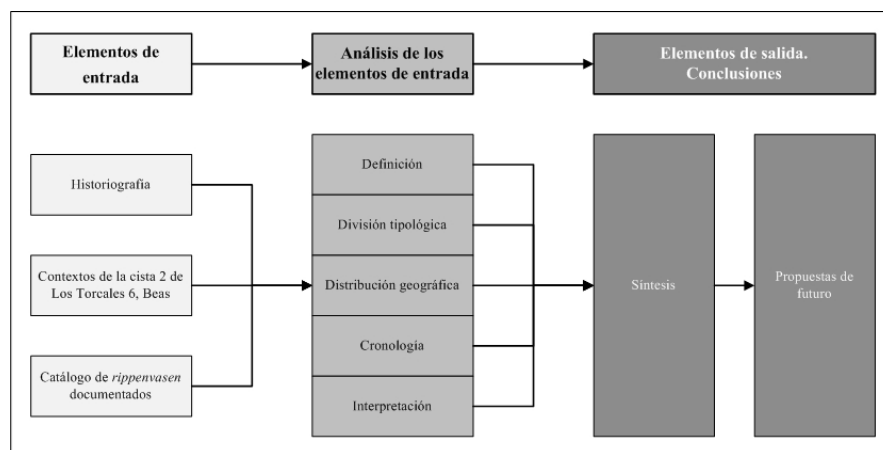 Elementos de
entrada
Análisis de los
elementos de entrada
Elementos de salida.
Conclusiones
Historiografía
Contextos de la cista 2 de
Los Torcales 6, Beas
Catálogo de rippenvasen
documentados
Definición
División tipológica
Distribución geográfica
Cronología
Interpretación
Síntesis
Propuestas de
futuro